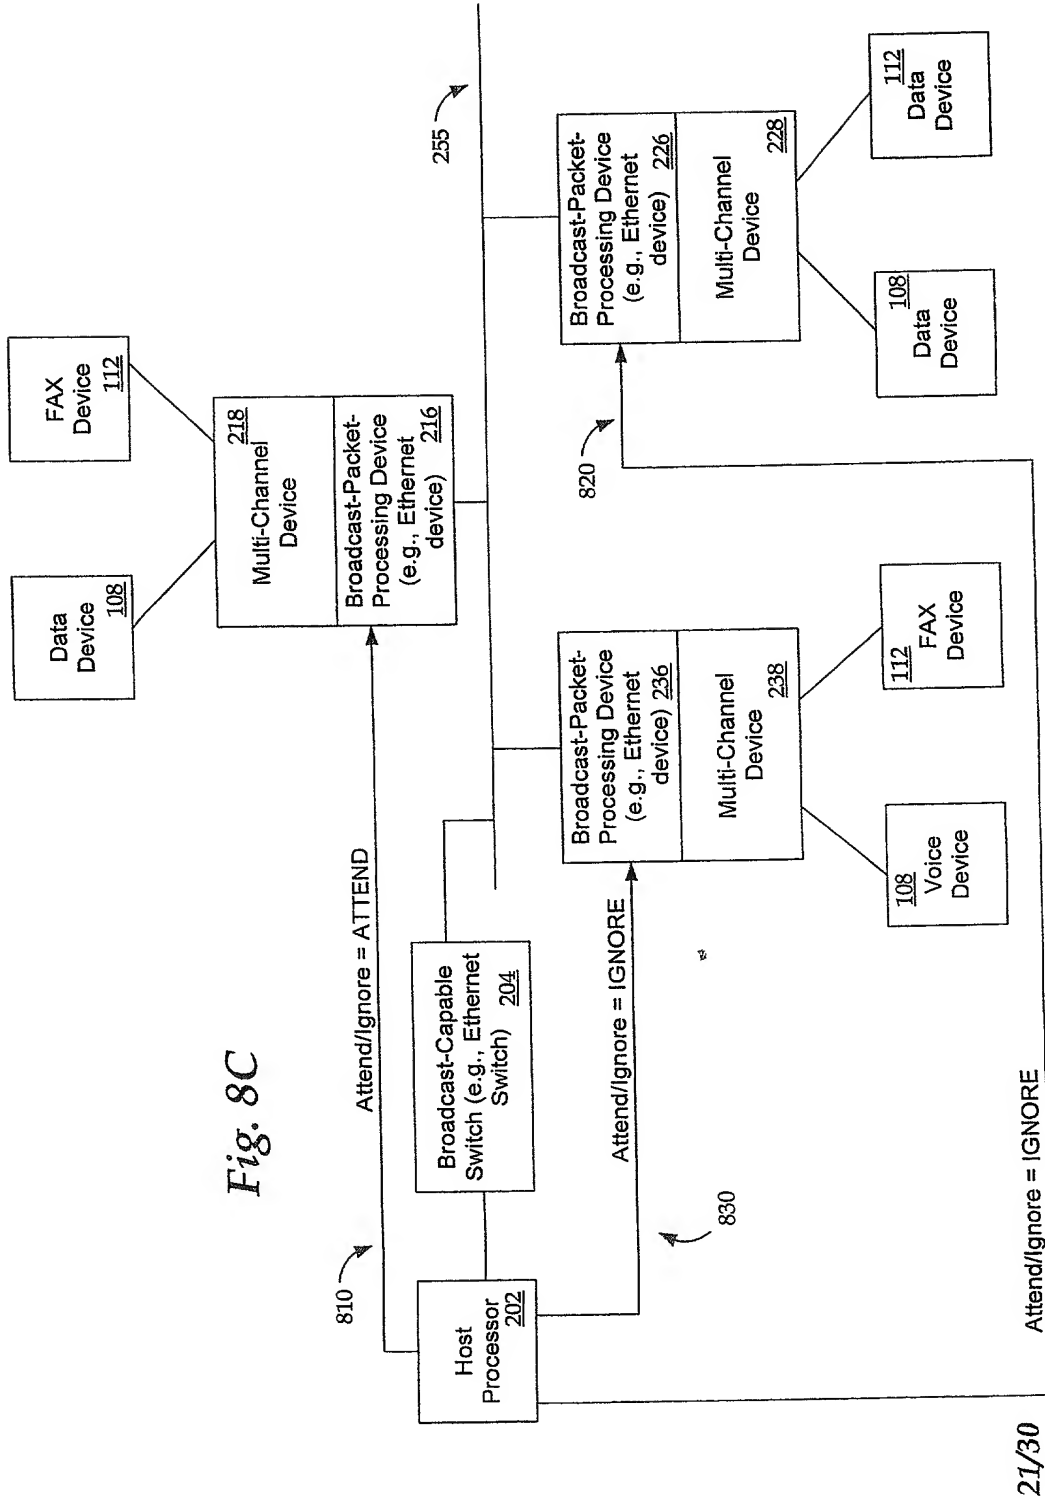 Fig. 8C
FAX
Device
112
Data
Device
108
218
Multi-Channel
Device
Broadcast-Packet-
Processing Device
(e.g., Ethernet
device)
216
255
810
Attend/Ignore = ATTEND
Host
Processor
202
Broadcast-Capable
Switch (e.g., Ethernet
Switch)
204
Attend/Ignore = IGNORE
830
Broadcast-Packet-
Processing Device
(e.g., Ethernet
device) 236
Multi-Channel
Device
238
108
Voice
Device
112
FAX
Device
820
Broadcast-Packet-
Processing Device
(e.g., Ethernet
device) 226
Multi-Channel
Device
228
108
Data
Device
112
Data
Device
Attend/Ignore = IGNORE
21/30